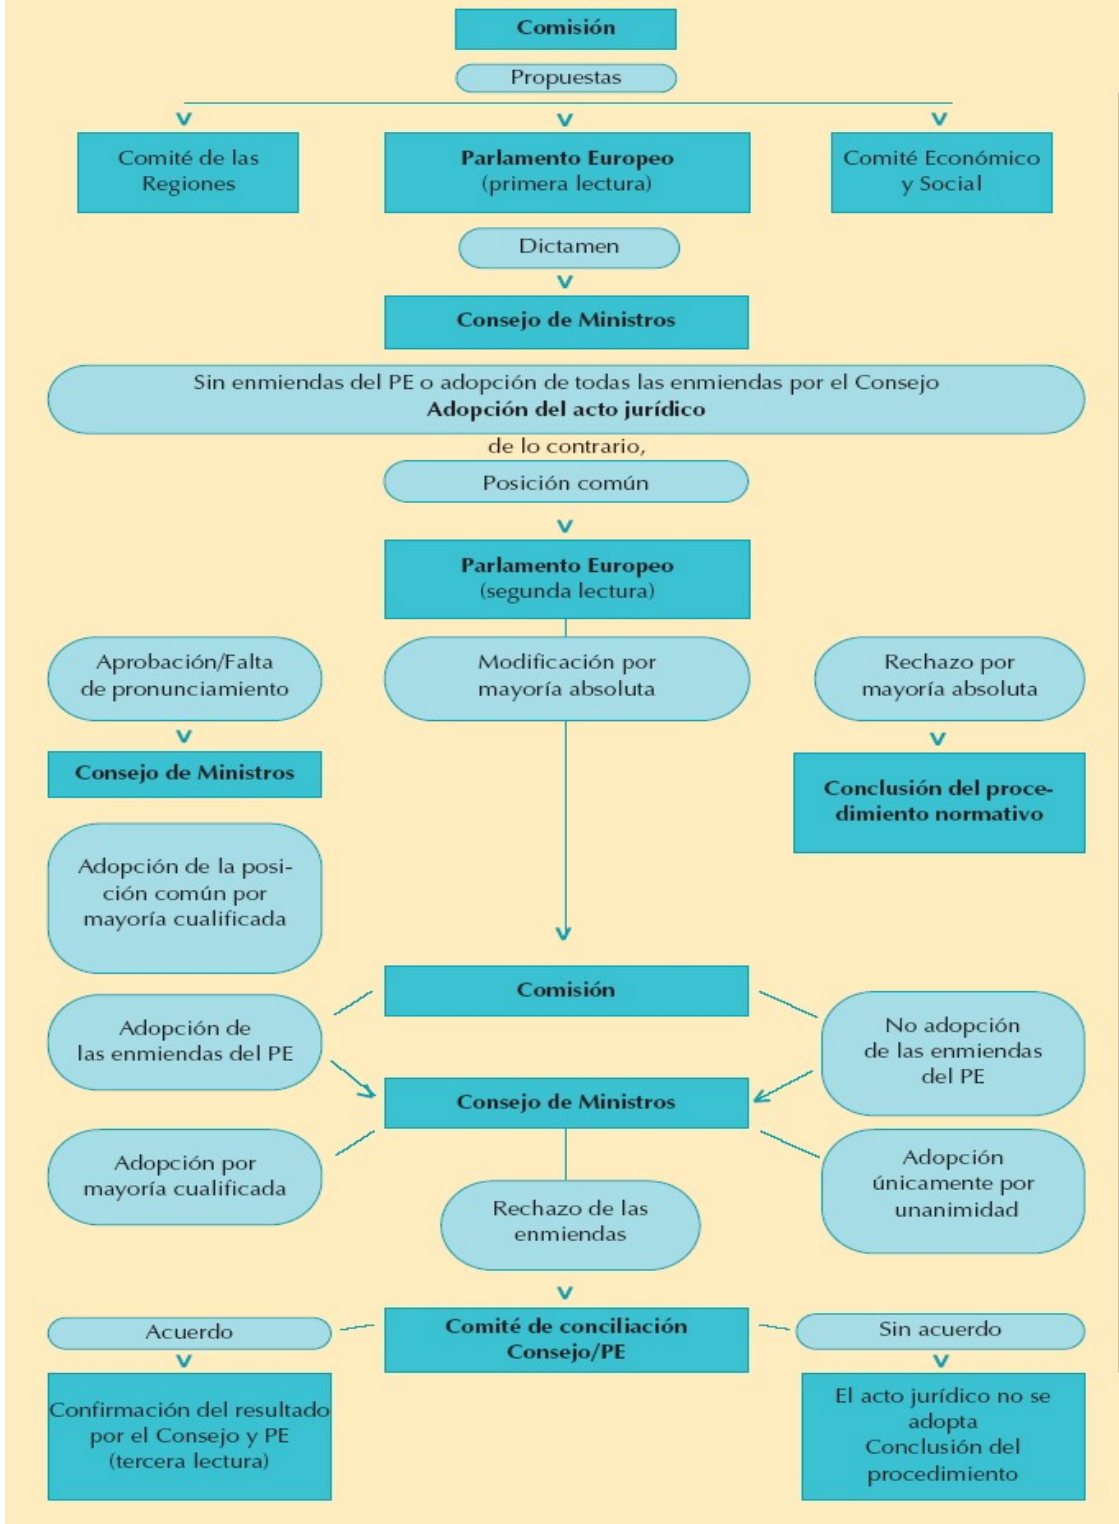 Comisión
Propuestas
Comité de las
Regiones
Parlamento Europeo
(primera lectura)
Comité Económico
y Social
Dictamen
Consejo de Ministros
Sin enmiendas del PE o adopción de todas las enmiendas por el Consejo
Adopción del acto jurídico
de lo contrario,
Posición común
Parlamento Europeo
(segunda lectura)
Aprobación/Falta
de pronunciamiento
Modificación por
mayoría absoluta
Rechazo por
mayoría absoluta
Consejo de Ministros
Conclusión del proce-
dimiento normativo
Adopción de la posi-
ción común por
mayoría cualificada
Comisión
Adopción de
las enmiendas del PE
No adopción
de las enmiendas
del PE
Consejo de Ministros
Adopción por
mayoría cualificada
Rechazo de las
enmiendas
Adopción
únicamente por
unanimidad
Acuerdo
Comité de conciliación
Consejo/PE
Sin acuerdo
Confirmación del resultado
por el Consejo y PE
(tercera lectura)
El acto jurídico no se
adopta
Conclusión del
procedimiento